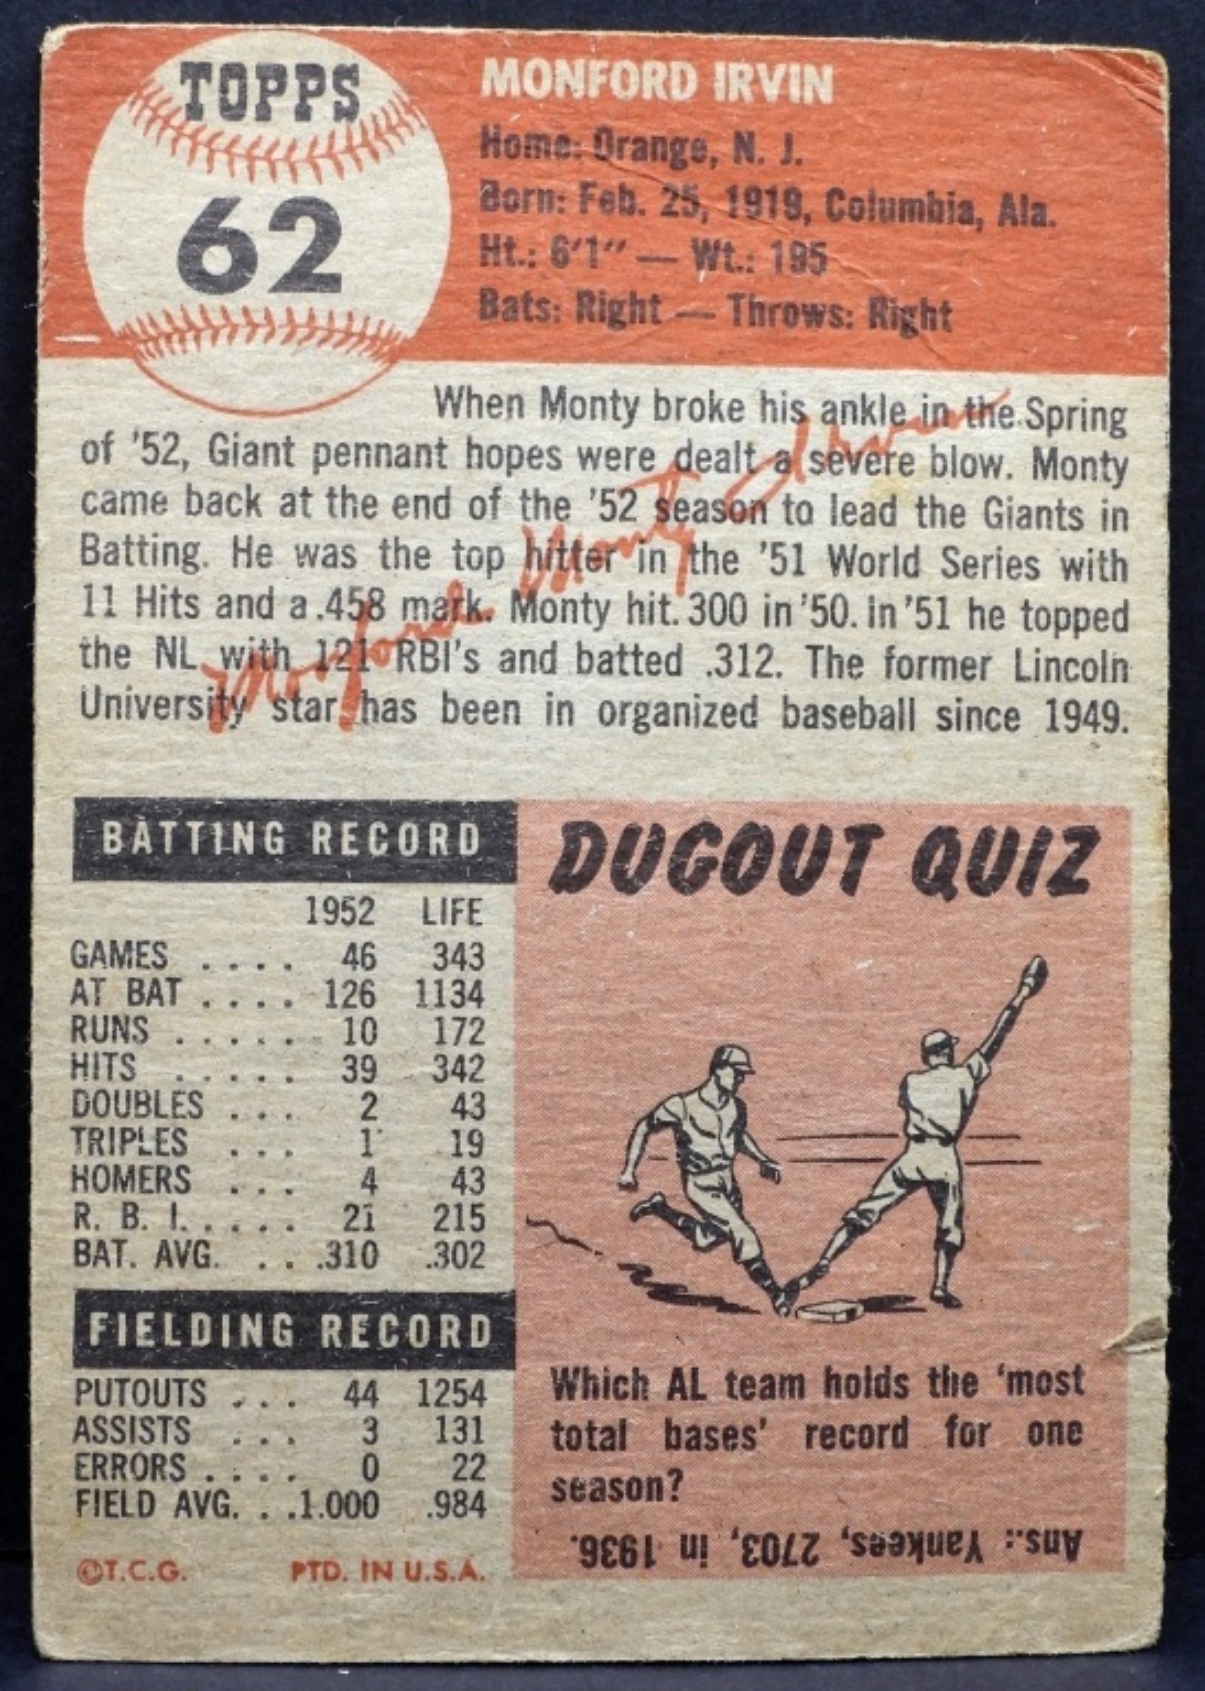 TOPPS
62
MONFORD IRVIN
Home: Orange, N. J.
Born: Feb. 25, 1919, Columbia, Ala.
Ht.: 6'1" — Wt.: 195
Bats: Right — Throws: Right
When Monty broke his ankle in the Spring
of '52, Giant pennant hopes were dealt a severe blow. Monty
came back at the end of the '52 season to lead the Giants in
Batting. He was the top hitter in the '51 World Series with
11 Hits and a .458 mark. Monty hit .300 in '50. In '51 he topped
the NL with 121 RBI's and batted .312. The former Lincoln
University star has been in organized baseball since 1949.
Monford Monty Irvin
BATTING RECORD
1952 LIFE
GAMES .... 46 343
AT BAT .... 126 1134
RUNS ..... 10 172
HITS ..... 39 342
DOUBLES ... 2 43
TRIPLES ... 1 19
HOMERS ... 4 43
R. B. I. .... 21 215
BAT. AVG. .. .310 .302
FIELDING RECORD
PUTOUTS ... 44 1254
ASSISTS ... 3 131
ERRORS .... 0 22
FIELD AVG. .. 1.000 .984
©T.C.G. PTD. IN U.S.A.
DUGOUT QUIZ
Which AL team holds the 'most
total bases' record for one
season?
Ans.: Yankees, 2703, in 1936.